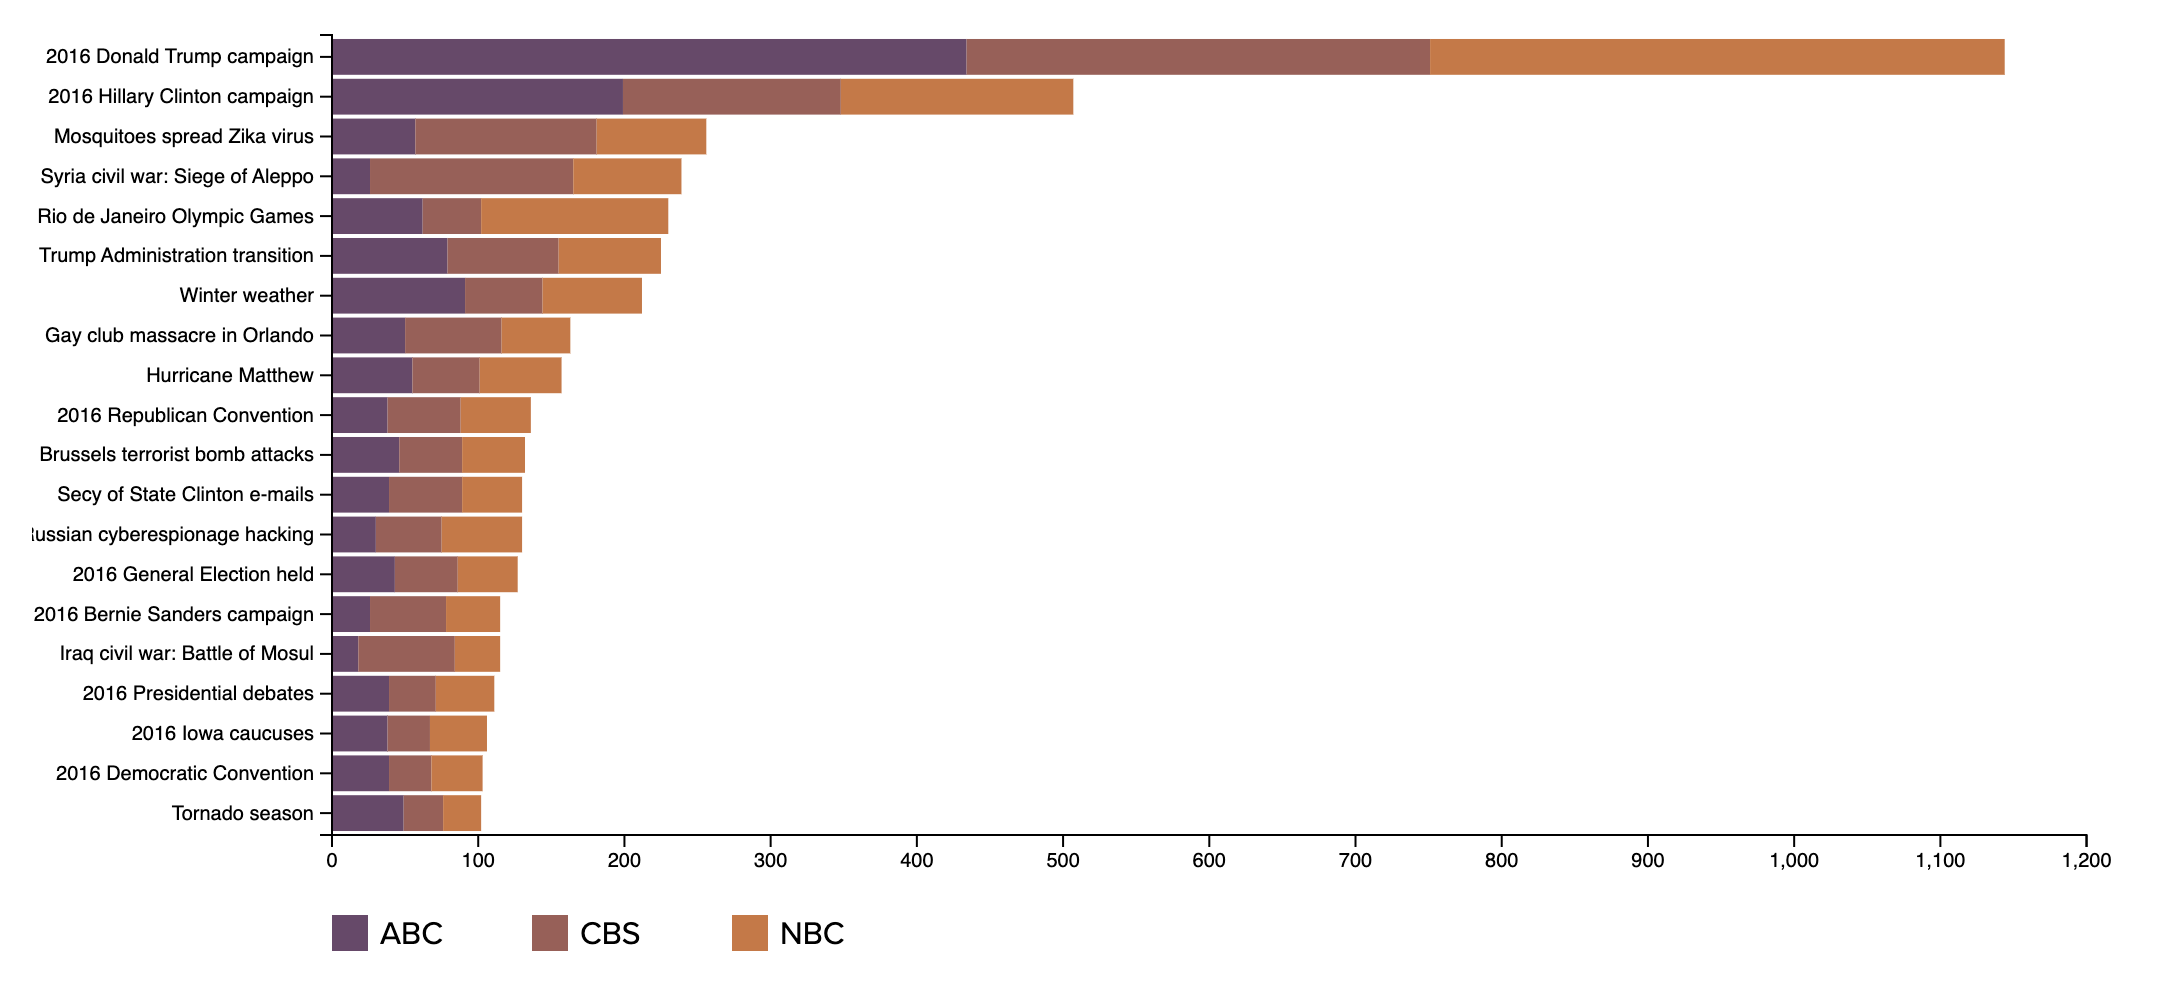 2016 Donald Trump campaign
2016 Hillary Clinton campaign
Mosquitoes spread Zika virus
Syria civil war: Siege of Aleppo
Rio de Janeiro Olympic Games
Trump Administration transition
Winter weather
Gay club massacre in Orlando
Hurricane Matthew
2016 Republican Convention
Brussels terrorist bomb attacks
Secy of State Clinton e-mails
ussian cyberespionage hacking
2016 General Election held
2016 Bernie Sanders campaign
Iraq civil war: Battle of Mosul
2016 Presidential debates
2016 Iowa caucuses
2016 Democratic Convention
Tornado season
0 100 200 300 400 500 600 700 800 900 1,000 1,100 1,200
ABC CBS NBC